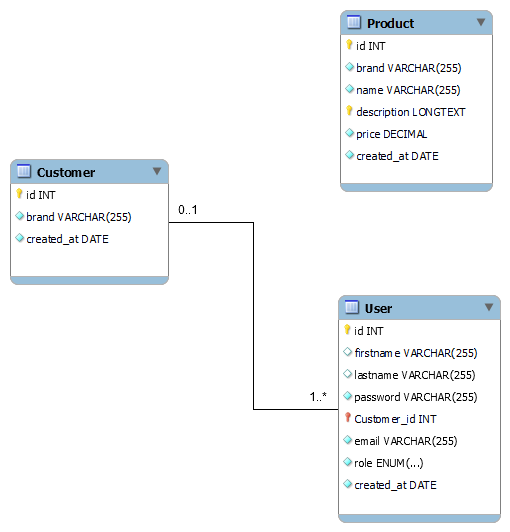 Product
id INT
brand VARCHAR(255)
name VARCHAR(255)
description LONGTEXT
price DECIMAL
created_at DATE
Customer
id INT
brand VARCHAR(255)
created_at DATE
0..1
1..*
User
id INT
firstname VARCHAR(255)
lastname VARCHAR(255)
password VARCHAR(255)
Customer_id INT
email VARCHAR(255)
role ENUM(...)
created_at DATE